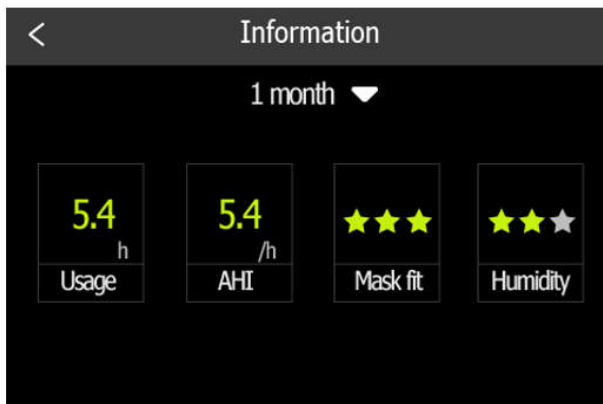 Information
1 month
5.4 h
5.4 /h
Usage
AHI
Mask fit
Humidity